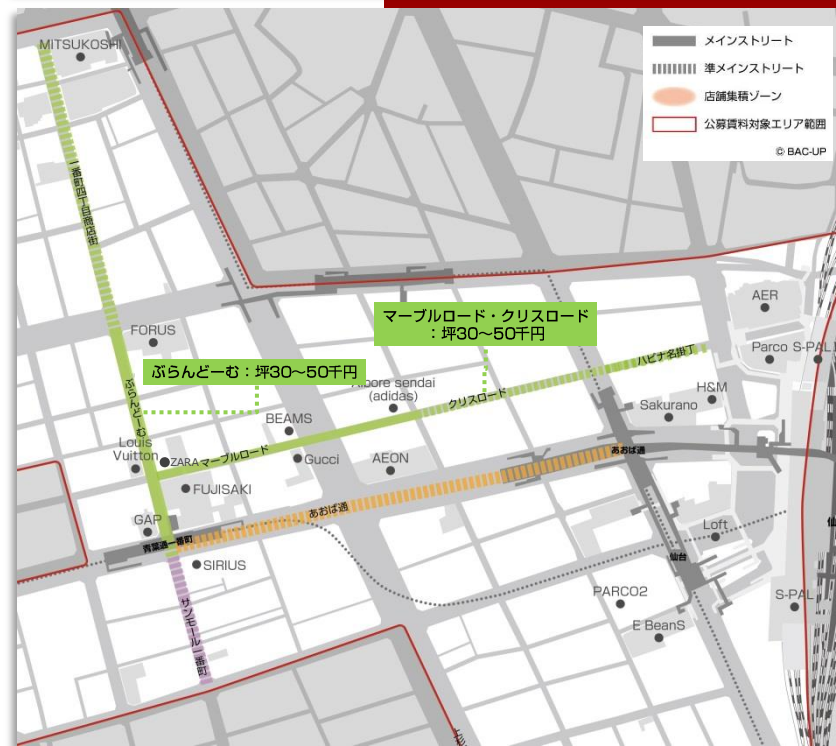 メインストリート
準メインストリート
店舗集積ゾーン
公募賃料対象エリア範囲
© BAC-UP
MITSUKOSHI
一番町四丁目商店街
FORUS
マーブルロード・クリスロード
：坪30～50千円
ぶらんどーむ：坪30～50千円
AER
Parco
S-PAL1
ハピナ名掛丁
H&M
クリスロード
sendai
(adidas)
Sakurano
ぶらんどーむ
BEAMS
Louis
Vuitton
ZARA
マーブルロード
Gucci
AEON
あおば通
FUJISAKI
GAP
あおば通
青葉通一番町
SIRIUS
Loft
仙台
サンモール一番町
PARCO2
S-PAL
E BeanS